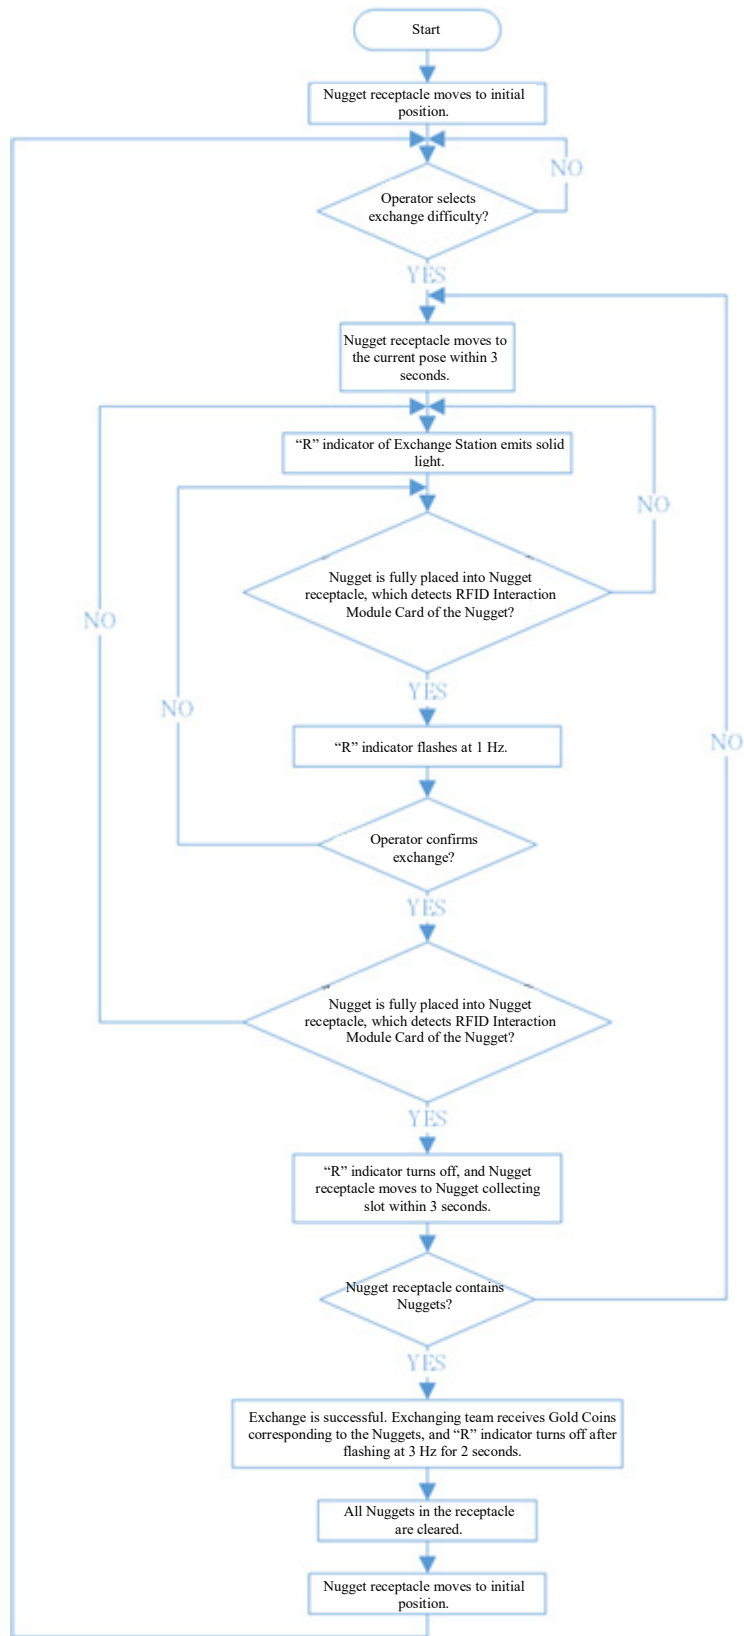 Start
Nugget receptacle moves to initial
position.
NO
Operator selects
exchange difficulty?
YES
Nugget receptacle moves to
the current pose within 3
seconds.
“R” indicator of Exchange Station emits solid
light.
NO
Nugget is fully placed into Nugget
receptacle, which detects RFID Interaction
Module Card of the Nugget?
NO
YES
NO
“R” indicator flashes at 1 Hz.
NO
Operator confirms
exchange?
YES
Nugget is fully placed into Nugget
receptacle, which detects RFID Interaction
Module Card of the Nugget?
YES
“R” indicator turns off, and Nugget
receptacle moves to Nugget collecting
slot within 3 seconds.
Nugget receptacle contains
Nuggets?
YES
Exchange is successful. Exchanging team receives Gold Coins
corresponding to the Nuggets, and “R” indicator turns off after
flashing at 3 Hz for 2 seconds.
All Nuggets in the receptacle
are cleared.
Nugget receptacle moves to initial
position.